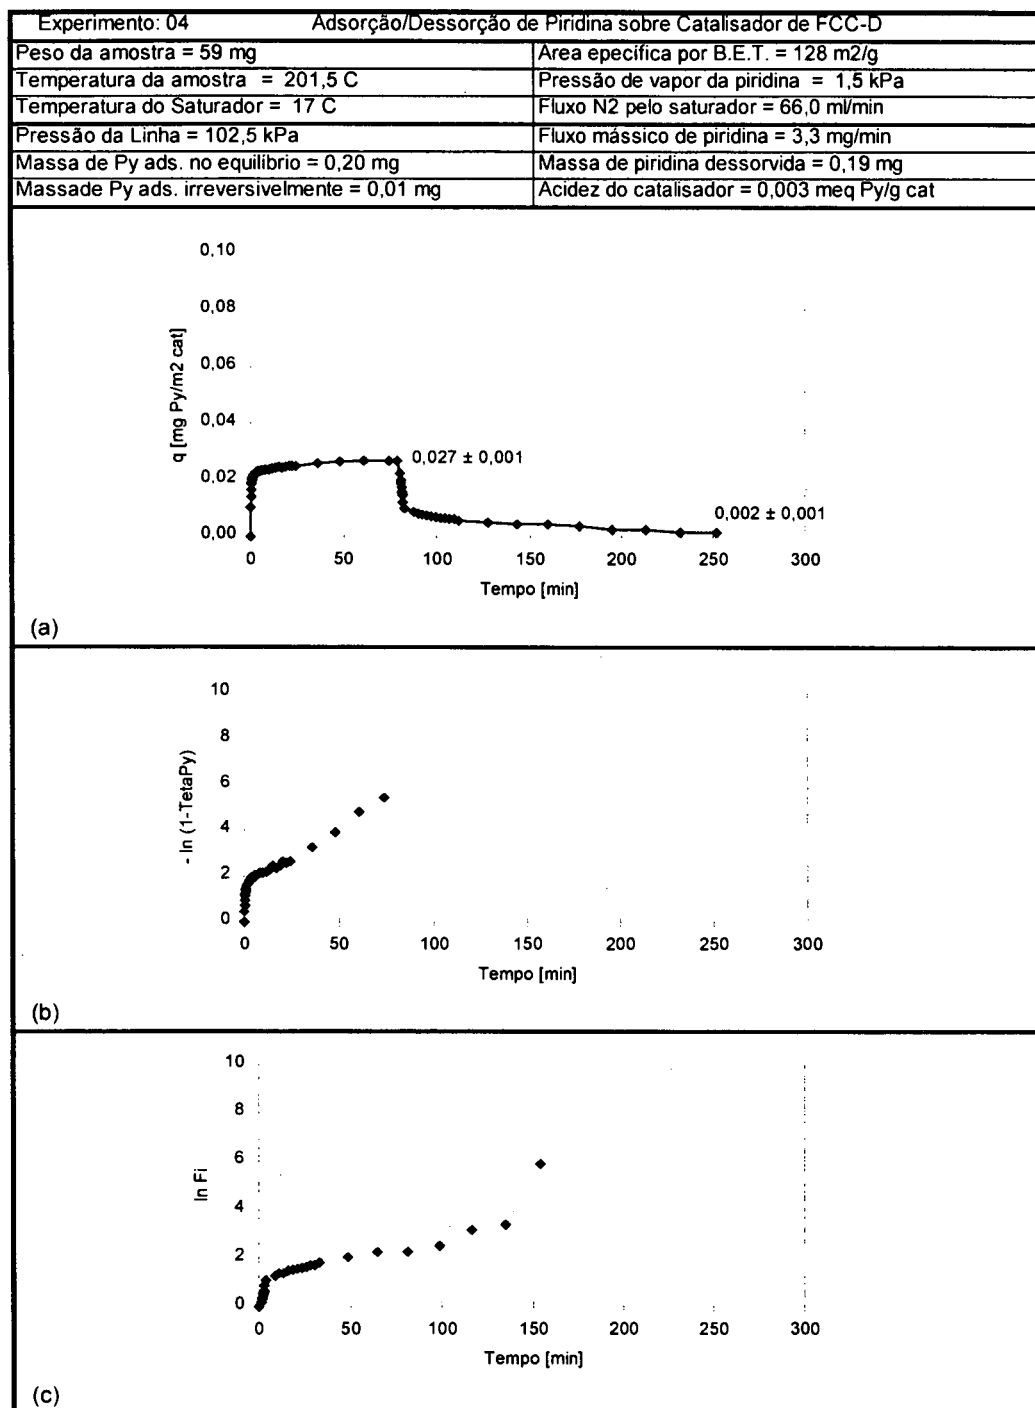 Experimento: 04 Adsorção/Dessorção de Piridina sobre Catalisador de FCC-D
Peso da amostra = 59 mg Área epecífica por B.E.T. = 128 m2/g
Temperatura da amostra = 201,5 C Pressão de vapor da piridina = 1,5 kPa
Temperatura do Saturador = 17 C Fluxo N2 pelo saturador = 66,0 ml/min
Pressão da Linha = 102,5 kPa Fluxo mássico de piridina = 3,3 mg/min
Massa de Py ads. no equilíbrio = 0,20 mg Massa de piridina dessorvida = 0,19 mg
Massade Py ads. irreversivelmente = 0,01 mg Acidez do catalisador = 0,003 meq Py/g cat
0,10
0,08
0,06
0,04
0,02
0,00
q [mg Py/m2 cat]
0,027 ± 0,001
0,002 ± 0,001
0 50 100 150 200 250 300
Tempo [min]
(a)
10
8
6
4
2
0
- ln (1-TetaPy)
0 50 100 150 200 250 300
Tempo [min]
(b)
10
8
6
4
2
0
ln Fi
0 50 100 150 200 250 300
Tempo [min]
(c)